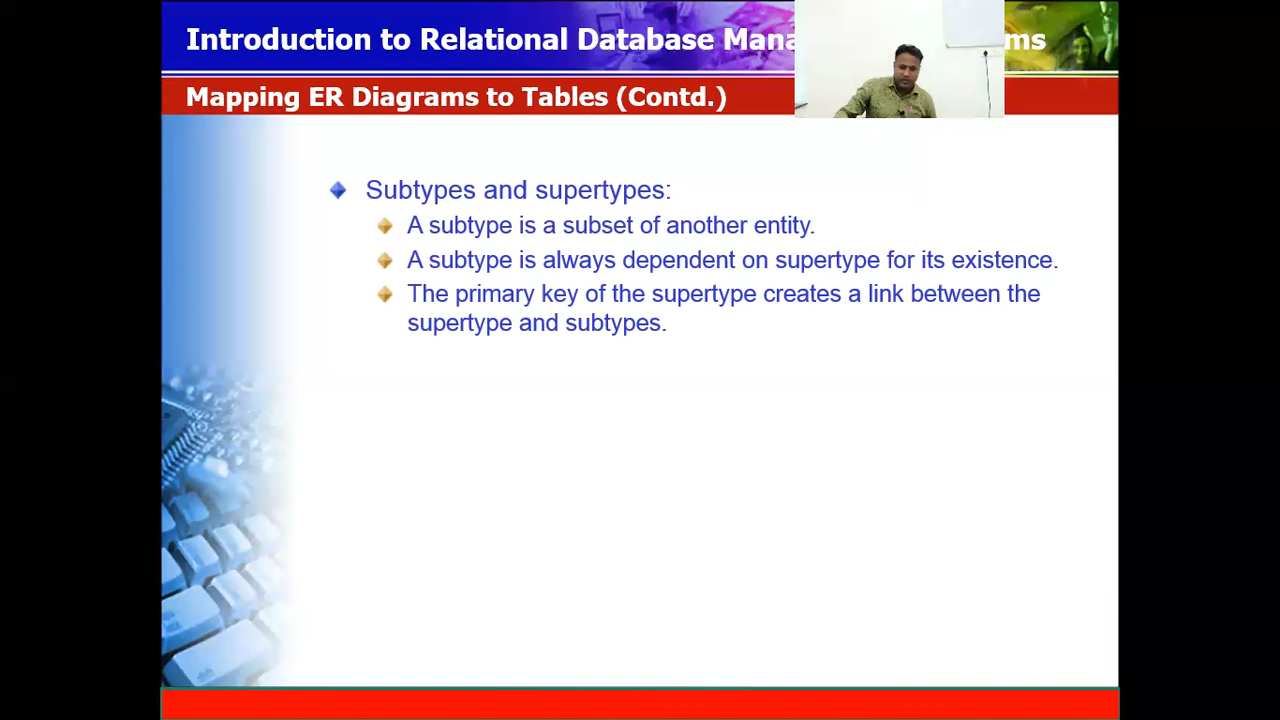 Introduction to Relational Database
Mapping ER Diagrams to Tables (Contd.)
Subtypes and supertypes:
A subtype is a subset of another entity.
A subtype is always dependent on supertype for its existence.
The primary key of the supertype creates a link between the
supertype and subtypes.